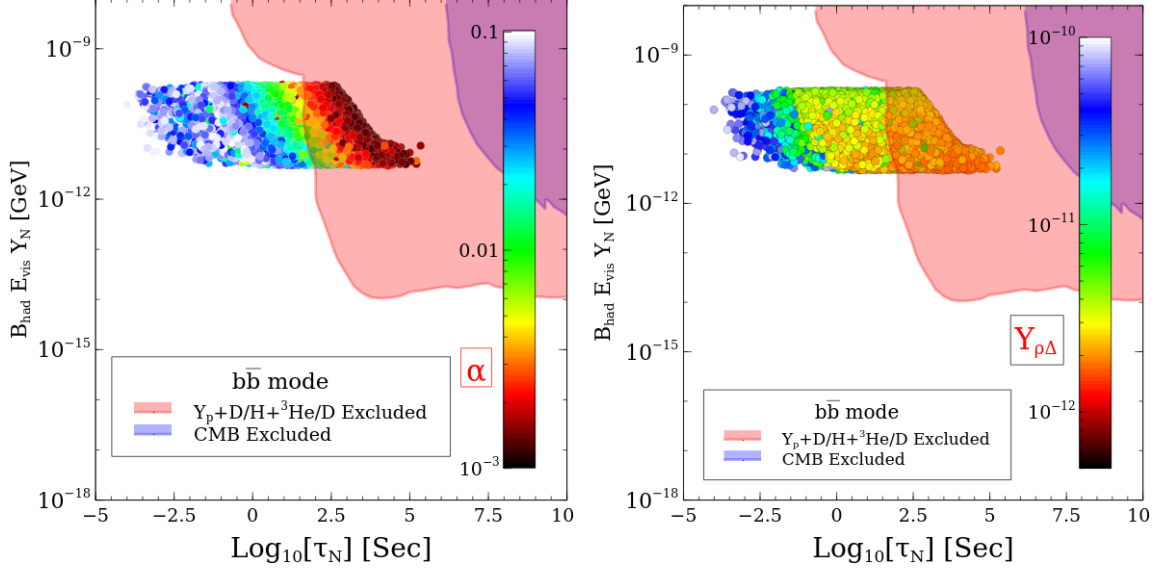 10⁻⁹
10⁻¹²
10⁻¹⁵
10⁻¹⁸
B_had E_vis Y_N [GeV]
0.1
0.01
10⁻³
α
bb̅ mode
Y_p+D/H+³He/D Excluded
CMB Excluded
−5 −2.5 0 2.5 5 7.5 10
Log₁₀[τ_N] [Sec]
10⁻⁹
10⁻¹²
10⁻¹⁵
10⁻¹⁸
B_had E_vis Y_N [GeV]
10⁻¹⁰
10⁻¹¹
10⁻¹²
Y_ρΔ
bb̅ mode
Y_p+D/H+³He/D Excluded
CMB Excluded
−5 −2.5 0 2.5 5 7.5 10
Log₁₀[τ_N] [Sec]